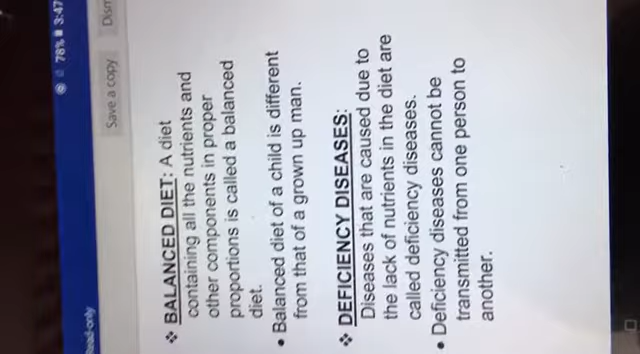 78% 3:47
Read-only
Save a copy
❖ BALANCED DIET: A diet
containing all the nutrients and
other components in proper
proportions is called a balanced
diet.
• Balanced diet of a child is different
from that of a grown up man.
❖ DEFICIENCY DISEASES:
Diseases that are caused due to
the lack of nutrients in the diet are
called deficiency diseases.
• Deficiency diseases cannot be
transmitted from one person to
another.